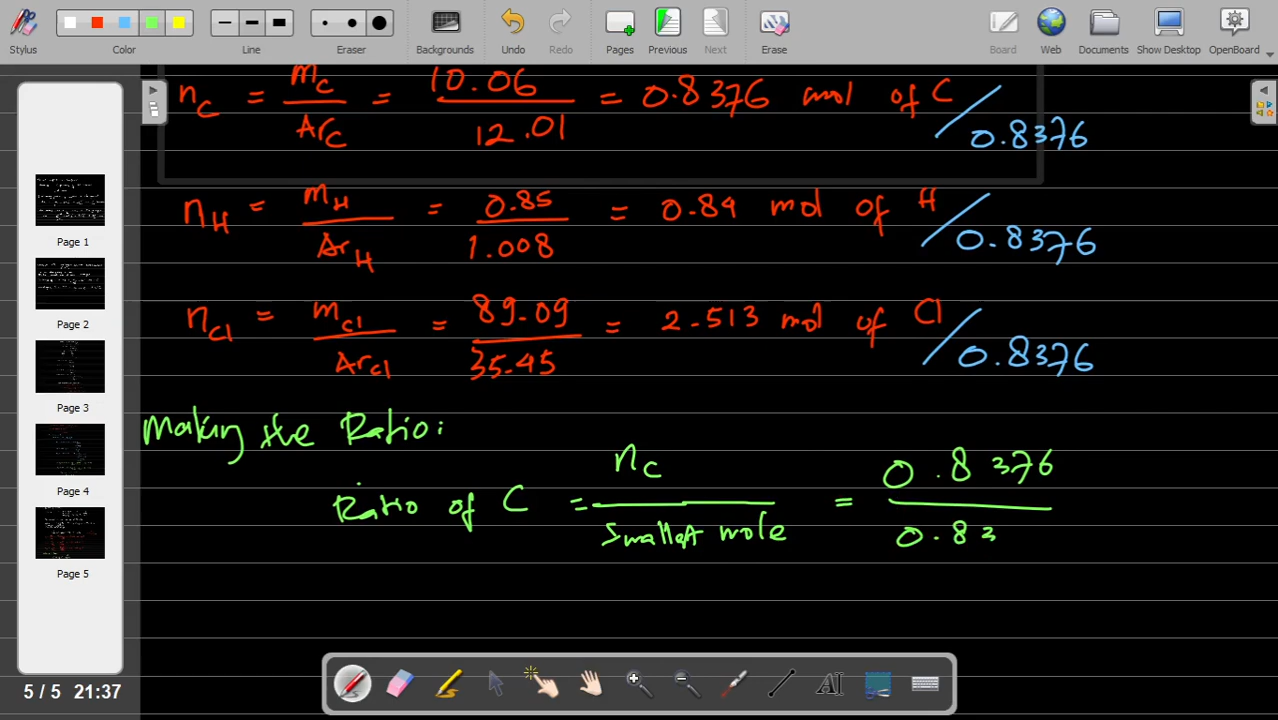 Stylus Color Line Eraser Backgrounds Undo Redo Pages Previous Next Erase Board Web Documents Show Desktop OpenBoard
nC = mC / ArC = 10.06 / 12.01 = 0.8376 mol of C / 0.8376
nH = mH / ArH = 0.85 / 1.008 = 0.84 mol of H / 0.8376
nCl = mCl / ArCl = 89.09 / 35.45 = 2.513 mol of Cl / 0.8376
Making the Ratio:
Ratio of C = nC / Smallest mole = 0.8376 / 0.83
Page 1
Page 2
Page 3
Page 4
Page 5
5 / 5 21:37
AI